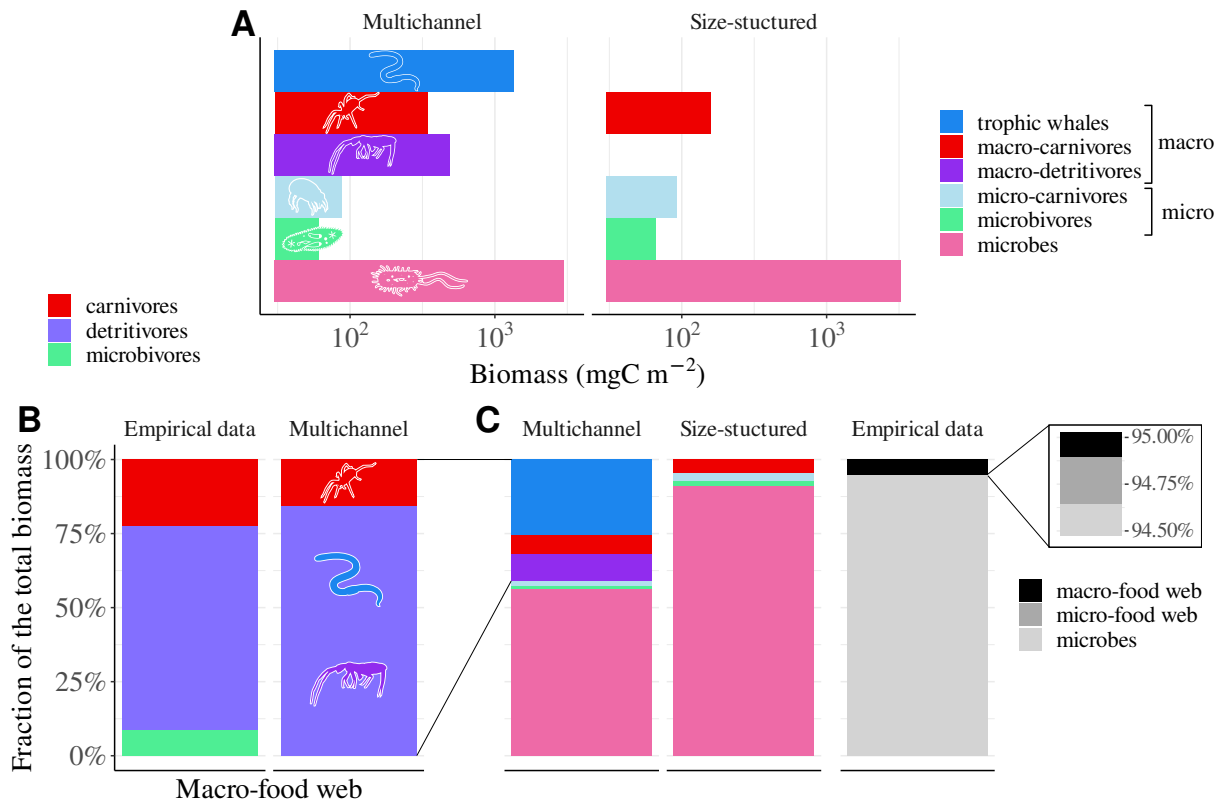 A
Multichannel
Size-stuctured
trophic whales
macro-carnivores
macro-detritivores
micro-carnivores
microbivores
microbes
macro
micro
carnivores
detritivores
microbivores
10²
10³
10²
10³
Biomass (mgC m⁻²)
B
Empirical data
Multichannel
C
Multichannel
Size-stuctured
Empirical data
Fraction of the total biomass
100%
75%
50%
25%
0%
Macro-food web
95.00%
94.75%
94.50%
macro-food web
micro-food web
microbes